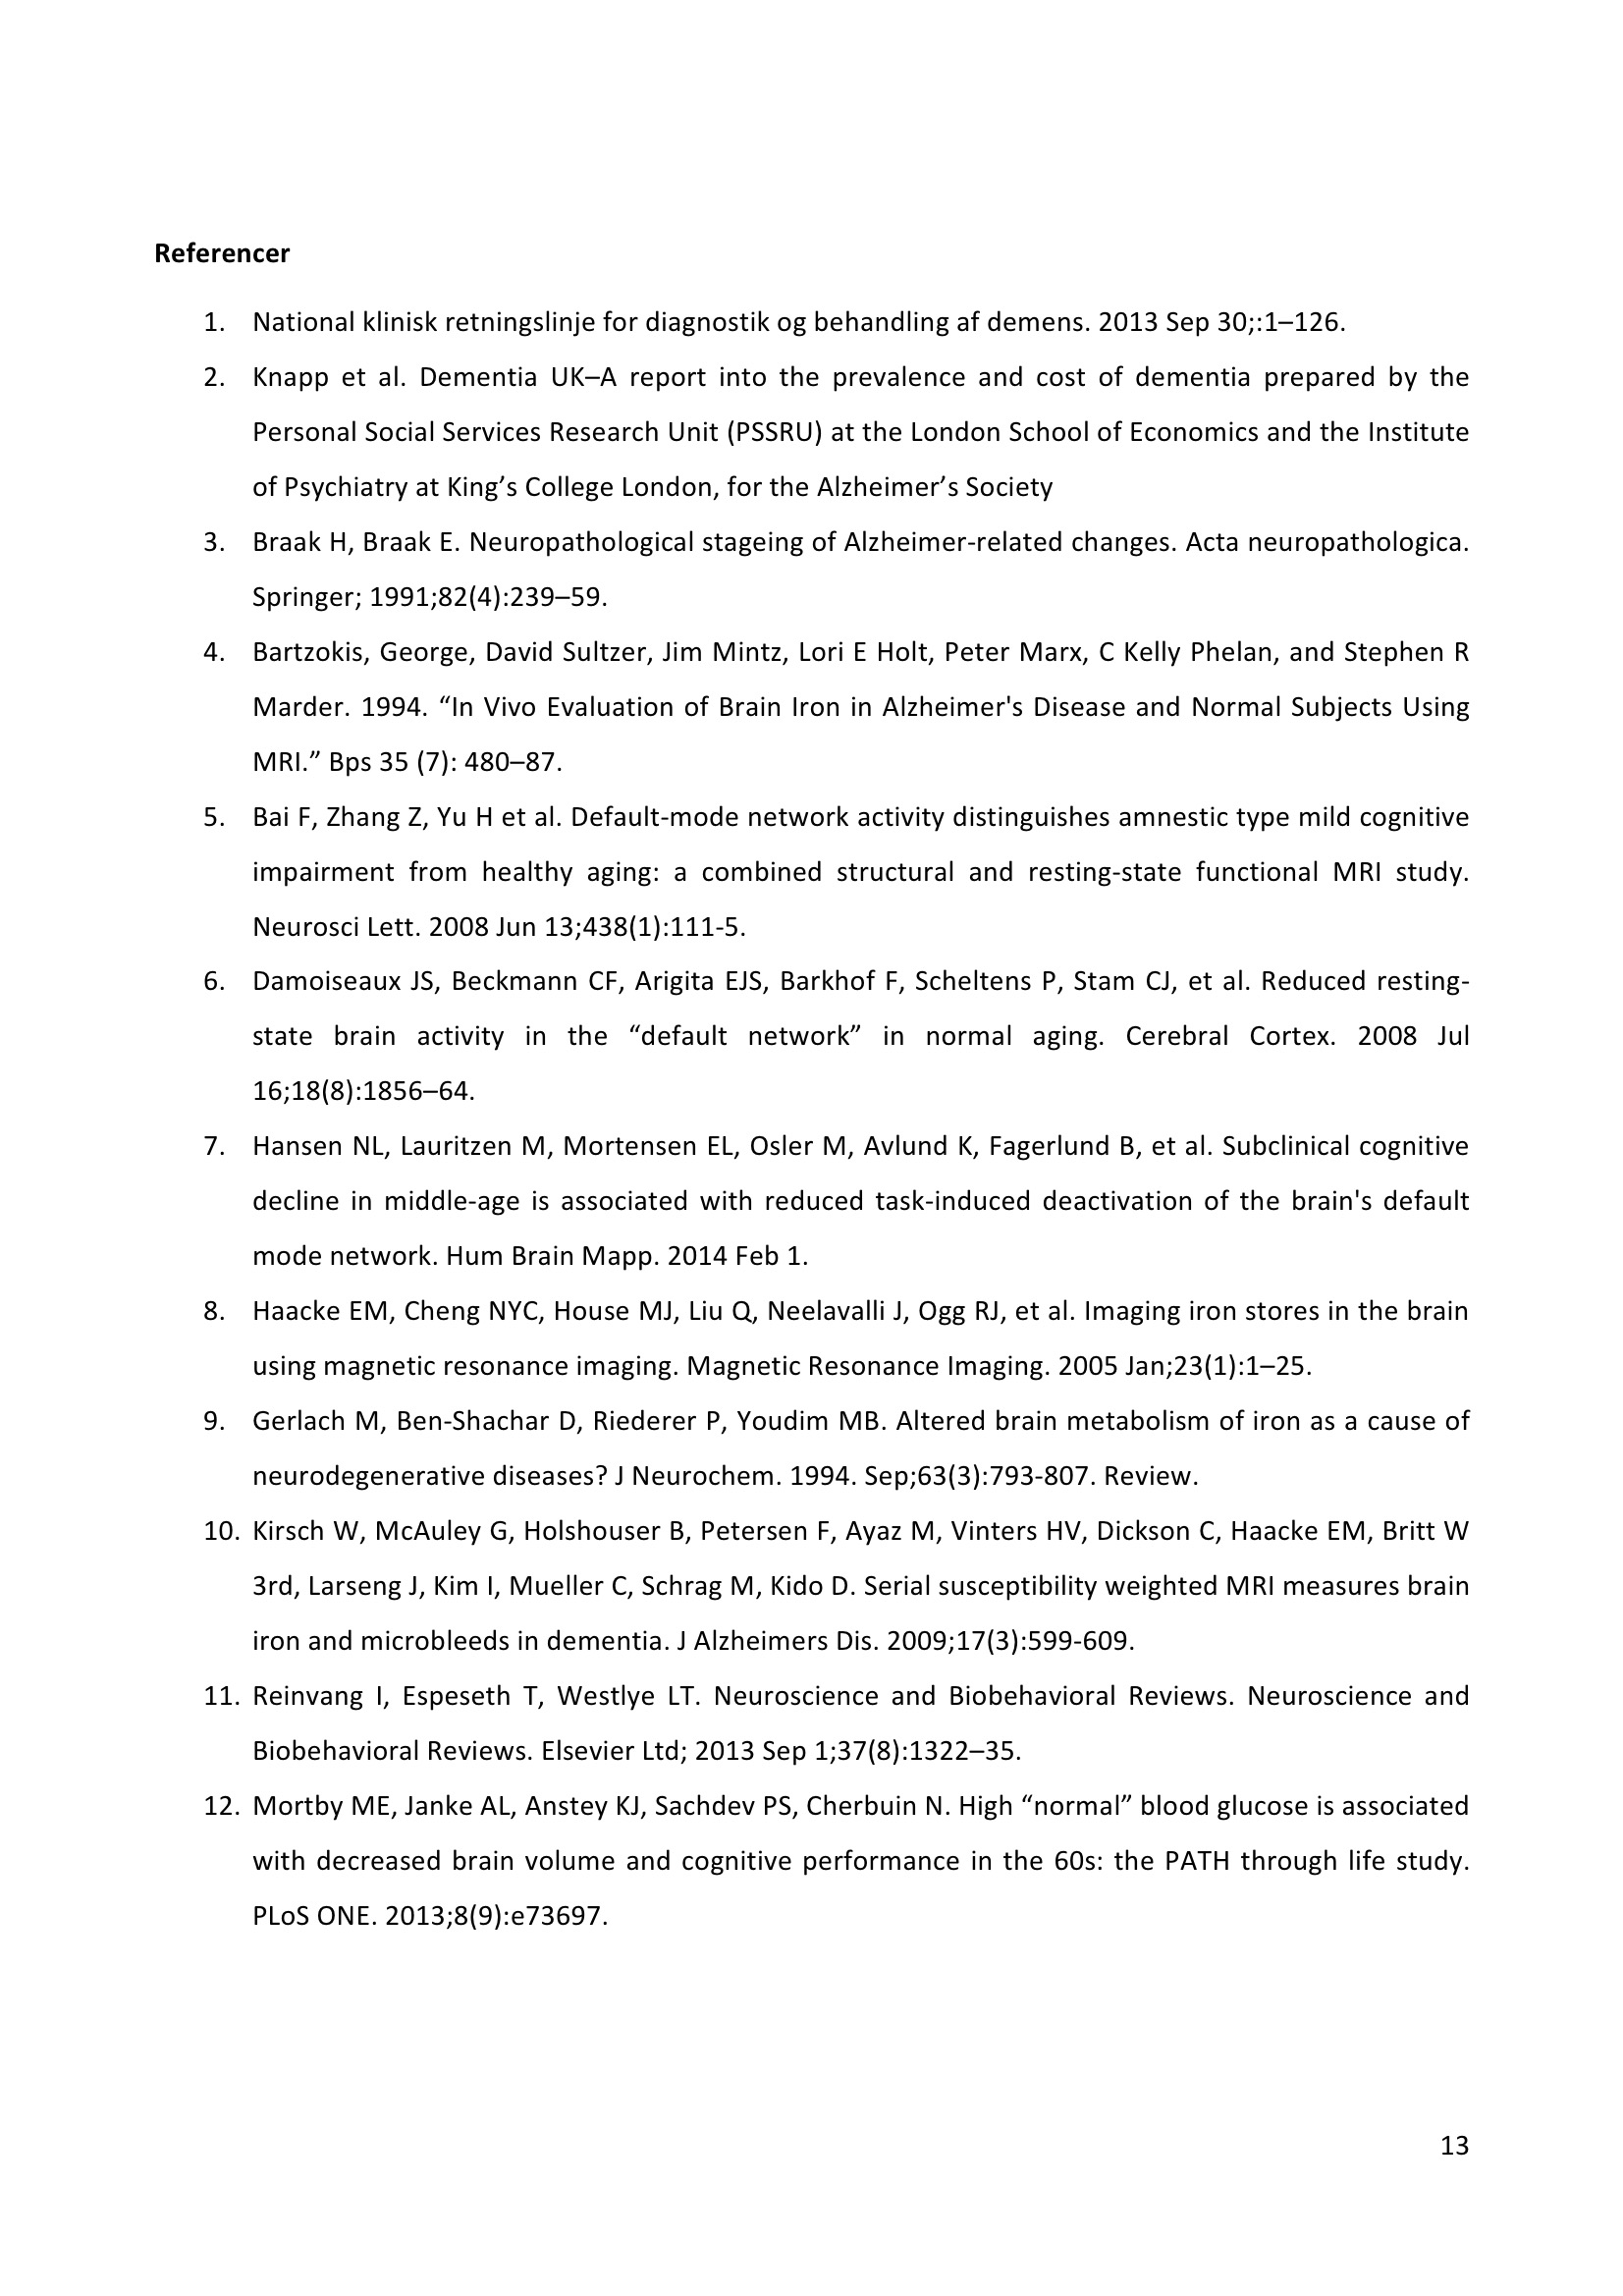 Referencer
1. National klinisk retningslinje for diagnostik og behandling af demens. 2013 Sep 30;:1–126.
2. Knapp et al. Dementia UK–A report into the prevalence and cost of dementia prepared by the
Personal Social Services Research Unit (PSSRU) at the London School of Economics and the Institute
of Psychiatry at King’s College London, for the Alzheimer’s Society
3. Braak H, Braak E. Neuropathological stageing of Alzheimer-related changes. Acta neuropathologica.
Springer; 1991;82(4):239–59.
4. Bartzokis, George, David Sultzer, Jim Mintz, Lori E Holt, Peter Marx, C Kelly Phelan, and Stephen R
Marder. 1994. “In Vivo Evaluation of Brain Iron in Alzheimer's Disease and Normal Subjects Using
MRI.” Bps 35 (7): 480–87.
5. Bai F, Zhang Z, Yu H et al. Default-mode network activity distinguishes amnestic type mild cognitive
impairment from healthy aging: a combined structural and resting-state functional MRI study.
Neurosci Lett. 2008 Jun 13;438(1):111-5.
6. Damoiseaux JS, Beckmann CF, Arigita EJS, Barkhof F, Scheltens P, Stam CJ, et al. Reduced resting-
state brain activity in the “default network” in normal aging. Cerebral Cortex. 2008 Jul
16;18(8):1856–64.
7. Hansen NL, Lauritzen M, Mortensen EL, Osler M, Avlund K, Fagerlund B, et al. Subclinical cognitive
decline in middle-age is associated with reduced task-induced deactivation of the brain's default
mode network. Hum Brain Mapp. 2014 Feb 1.
8. Haacke EM, Cheng NYC, House MJ, Liu Q, Neelavalli J, Ogg RJ, et al. Imaging iron stores in the brain
using magnetic resonance imaging. Magnetic Resonance Imaging. 2005 Jan;23(1):1–25.
9. Gerlach M, Ben-Shachar D, Riederer P, Youdim MB. Altered brain metabolism of iron as a cause of
neurodegenerative diseases? J Neurochem. 1994. Sep;63(3):793-807. Review.
10. Kirsch W, McAuley G, Holshouser B, Petersen F, Ayaz M, Vinters HV, Dickson C, Haacke EM, Britt W
3rd, Larseng J, Kim I, Mueller C, Schrag M, Kido D. Serial susceptibility weighted MRI measures brain
iron and microbleeds in dementia. J Alzheimers Dis. 2009;17(3):599-609.
11. Reinvang I, Espeseth T, Westlye LT. Neuroscience and Biobehavioral Reviews. Neuroscience and
Biobehavioral Reviews. Elsevier Ltd; 2013 Sep 1;37(8):1322–35.
12. Mortby ME, Janke AL, Anstey KJ, Sachdev PS, Cherbuin N. High “normal” blood glucose is associated
with decreased brain volume and cognitive performance in the 60s: the PATH through life study.
PLoS ONE. 2013;8(9):e73697.
13